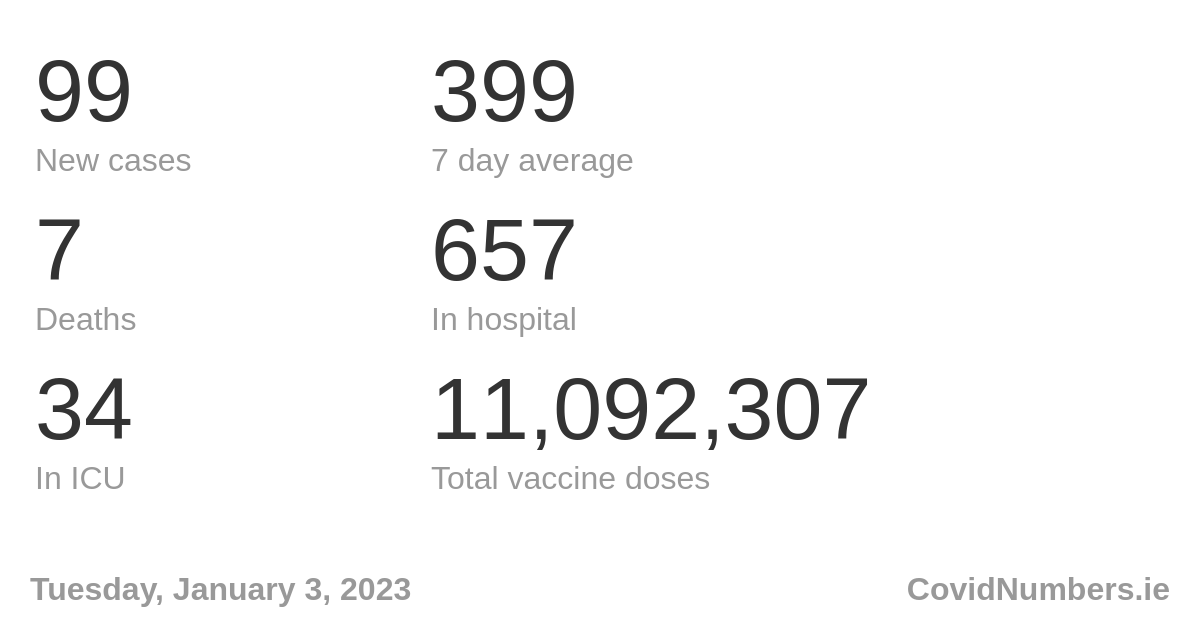 99
399
New cases
7 day average
7
657
Deaths
In hospital
34
11,092,307
In ICU
Total vaccine doses
Tuesday, January 3, 2023
CovidNumbers.ie